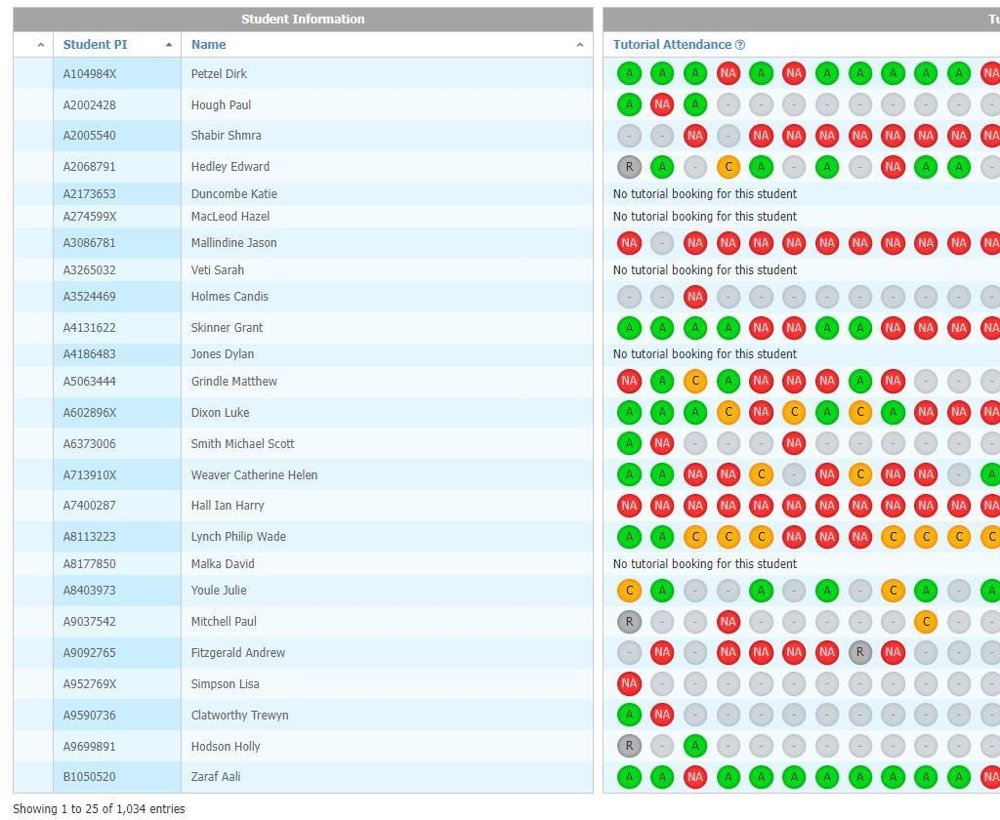 Student Information Tu
Student PI Name Tutorial Attendance ?
A104984X Petzel Dirk A A A NA A NA A A A A A NA
A2002428 Hough Paul A NA A - - - - - - - - -
A2005540 Shabir Shmra - - NA - NA NA NA NA NA NA NA NA
A2068791 Hedley Edward R A - C A - A - NA A A -
A2173653 Duncombe Katie No tutorial booking for this student
A274599X MacLeod Hazel No tutorial booking for this student
A3086781 Mallindine Jason NA - NA NA NA NA NA NA NA NA NA NA
A3265032 Veti Sarah No tutorial booking for this student
A3524469 Holmes Candis - - NA - - - - - - - - -
A4131622 Skinner Grant A A A A NA NA A A NA NA NA NA
A4186483 Jones Dylan No tutorial booking for this student
A5063444 Grindle Matthew NA A C A NA NA NA A NA - - -
A602896X Dixon Luke A A A C NA C A C A NA NA NA
A6373006 Smith Michael Scott A NA - - - NA - - - - - -
A713910X Weaver Catherine Helen A A NA NA C - NA C NA NA - A
A7400287 Hall Ian Harry NA NA NA NA NA NA NA NA NA NA NA NA
A8113223 Lynch Philip Wade A A C C C NA NA NA C C C C
A8177850 Malka David No tutorial booking for this student
A8403973 Youle Julie C A - - A - A - C A - A
A9037542 Mitchell Paul R - - NA - - - - - C - -
A9092765 Fitzgerald Andrew - NA - NA NA NA NA R NA - - -
A952769X Simpson Lisa NA - - - - - - - - - - -
A9590736 Clatworthy Trewyn A NA - - - - - - - - - -
A9699891 Hodson Holly R - A - - - - - - - - -
B1050520 Zaraf Aali A A NA A A A A A A A A NA
Showing 1 to 25 of 1,034 entries